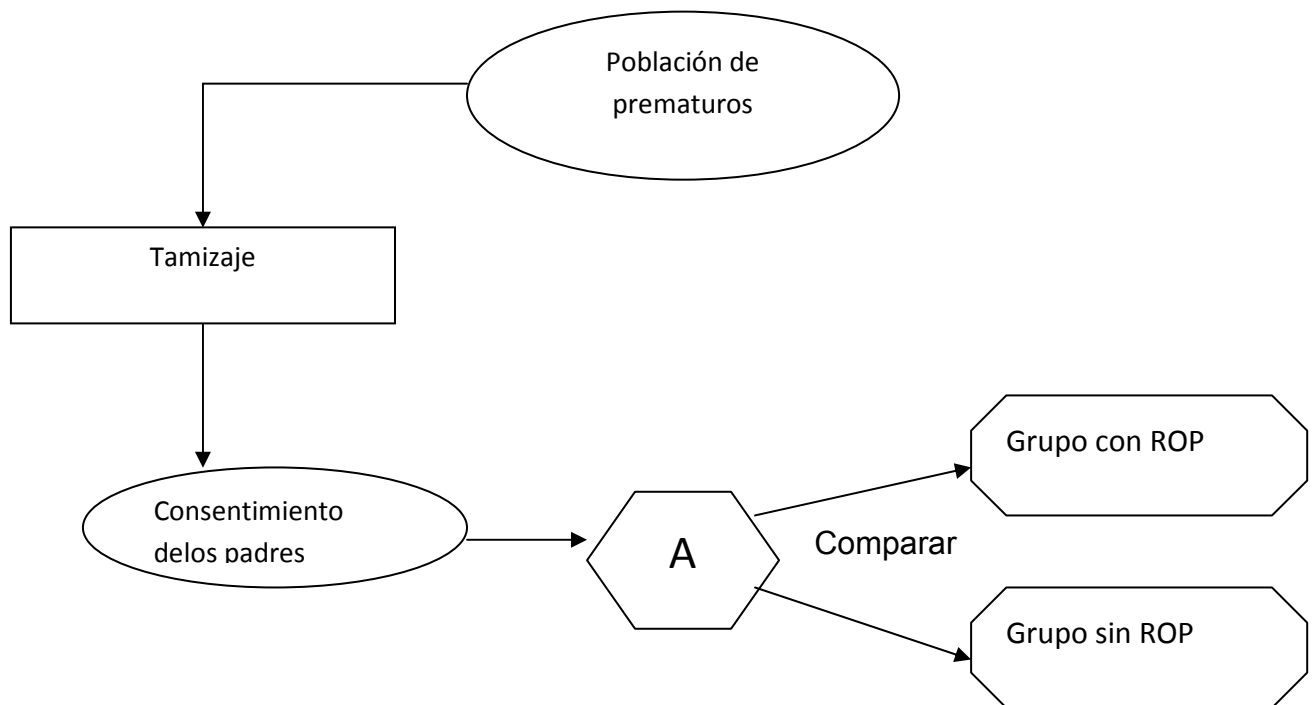 Población de
prematuros
Tamizaje
Consentimiento
delos padres
A
Comparar
Grupo con ROP
Grupo sin ROP